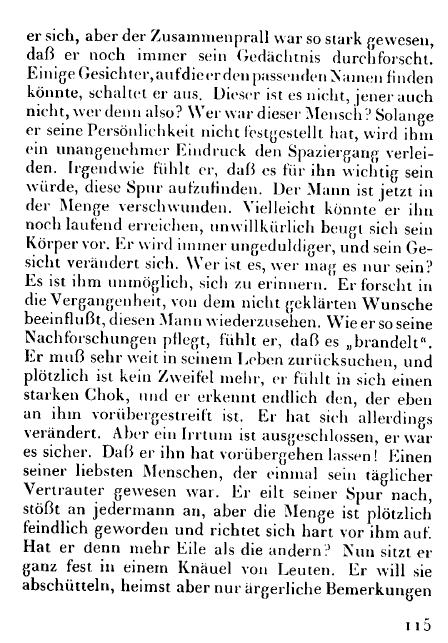 er sich, aber der Zusammenprall war so stark gewesen,
daß er noch immer sein Gedächtnis durchforscht.
Einige Gesichter, auf die er den passenden Namen finden
könnte, schaltet er aus. Dieser ist es nicht, jener auch
nicht, wer denn also? Wer war dieser Mensch? Solange
er seine Persönlichkeit nicht festgestellt hat, wird ihm
ein unangenehmer Eindruck den Spaziergang verlei-
den. Irgendwie fühlt er, daß es für ihn wichtig sein
würde, diese Spur aufzufinden. Der Mann ist jetzt in
der Menge verschwunden. Vielleicht könnte er ihn
noch laufend erreichen, unwillkürlich beugt sich sein
Körper vor. Er wird immer ungeduldiger, und sein Ge-
sicht verändert sich. Wer ist es, wer mag es nur sein?
Es ist ihm unmöglich, sich zu erinnern. Er forscht in
die Vergangenheit, von dem nicht geklärten Wunsche
beeinflußt, diesen Mann wiederzusehen. Wie er so seine
Nachforschungen pflegt, fühlt er, daß es „brandelt“.
Er muß sehr weit in seinem Leben zurücksuchen, und
plötzlich ist kein Zweifel mehr, er fühlt in sich einen
starken Chok, und er erkennt endlich den, der eben
an ihm vorübergestreift ist. Er hat sich allerdings
verändert. Aber ein Irrtum ist ausgeschlossen, er war
es sicher. Daß er ihn hat vorübergehen lassen! Einen
seiner liebsten Menschen, der einmal sein täglicher
Vertrauter gewesen war. Er eilt seiner Spur nach,
stößt an jedermann an, aber die Menge ist plötzlich
feindlich geworden und richtet sich hart vor ihm auf.
Hat er denn mehr Eile als die andern? Nun sitzt er
ganz fest in einem Knäuel von Leuten. Er will sie
abschütteln, heimst aber nur ärgerliche Bemerkungen
115